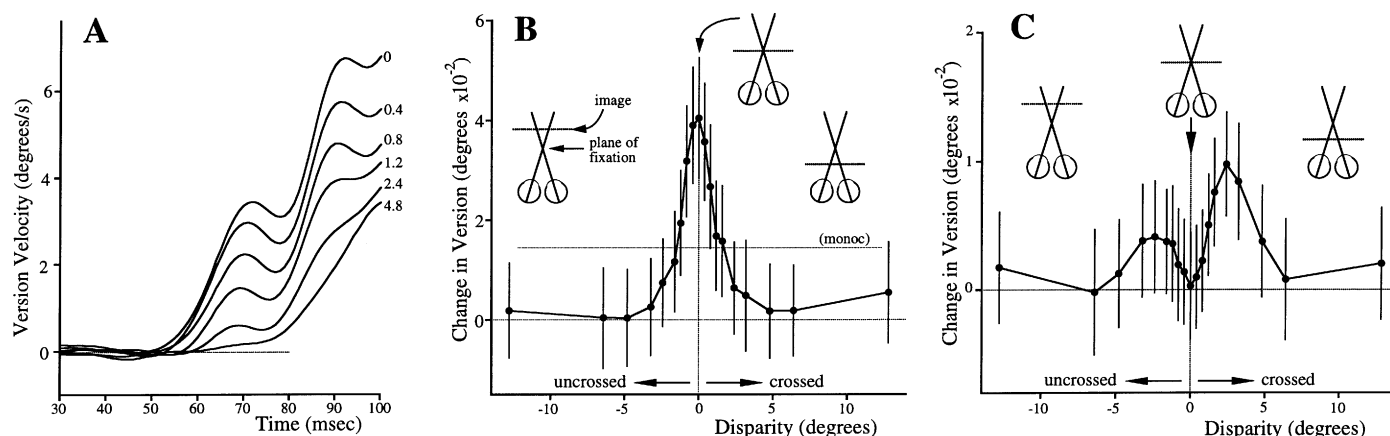 A
Version Velocity (degrees/s)
6
4
2
0
0
0.4
0.8
1.2
2.4
4.8
30 40 50 60 70 80 90 100
Time (msec)
B
Change in Version (degrees x10-2)
6
4
2
0
image
plane of
fixation
(monoc)
uncrossed
crossed
-10 -5 0 5 10
Disparity (degrees)
C
Change in Version (degrees x10-2)
2
1
0
uncrossed
crossed
-10 -5 0 5 10
Disparity (degrees)